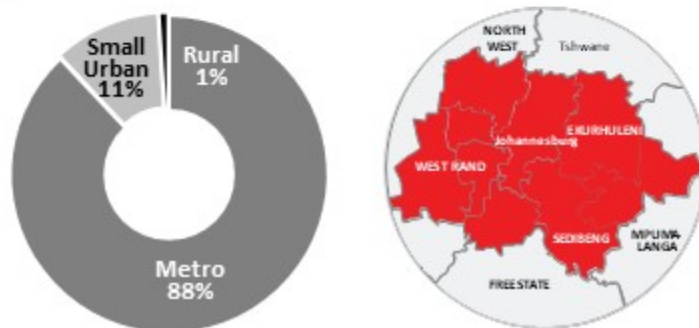 Small
Urban
11%
Rural
1%
Metro
88%
NORTH
WEST
Tshwane
EKURHULENI
Johannesburg
WEST RAND
SEDIBENG
MPUMA-
LANGA
FREE STATE